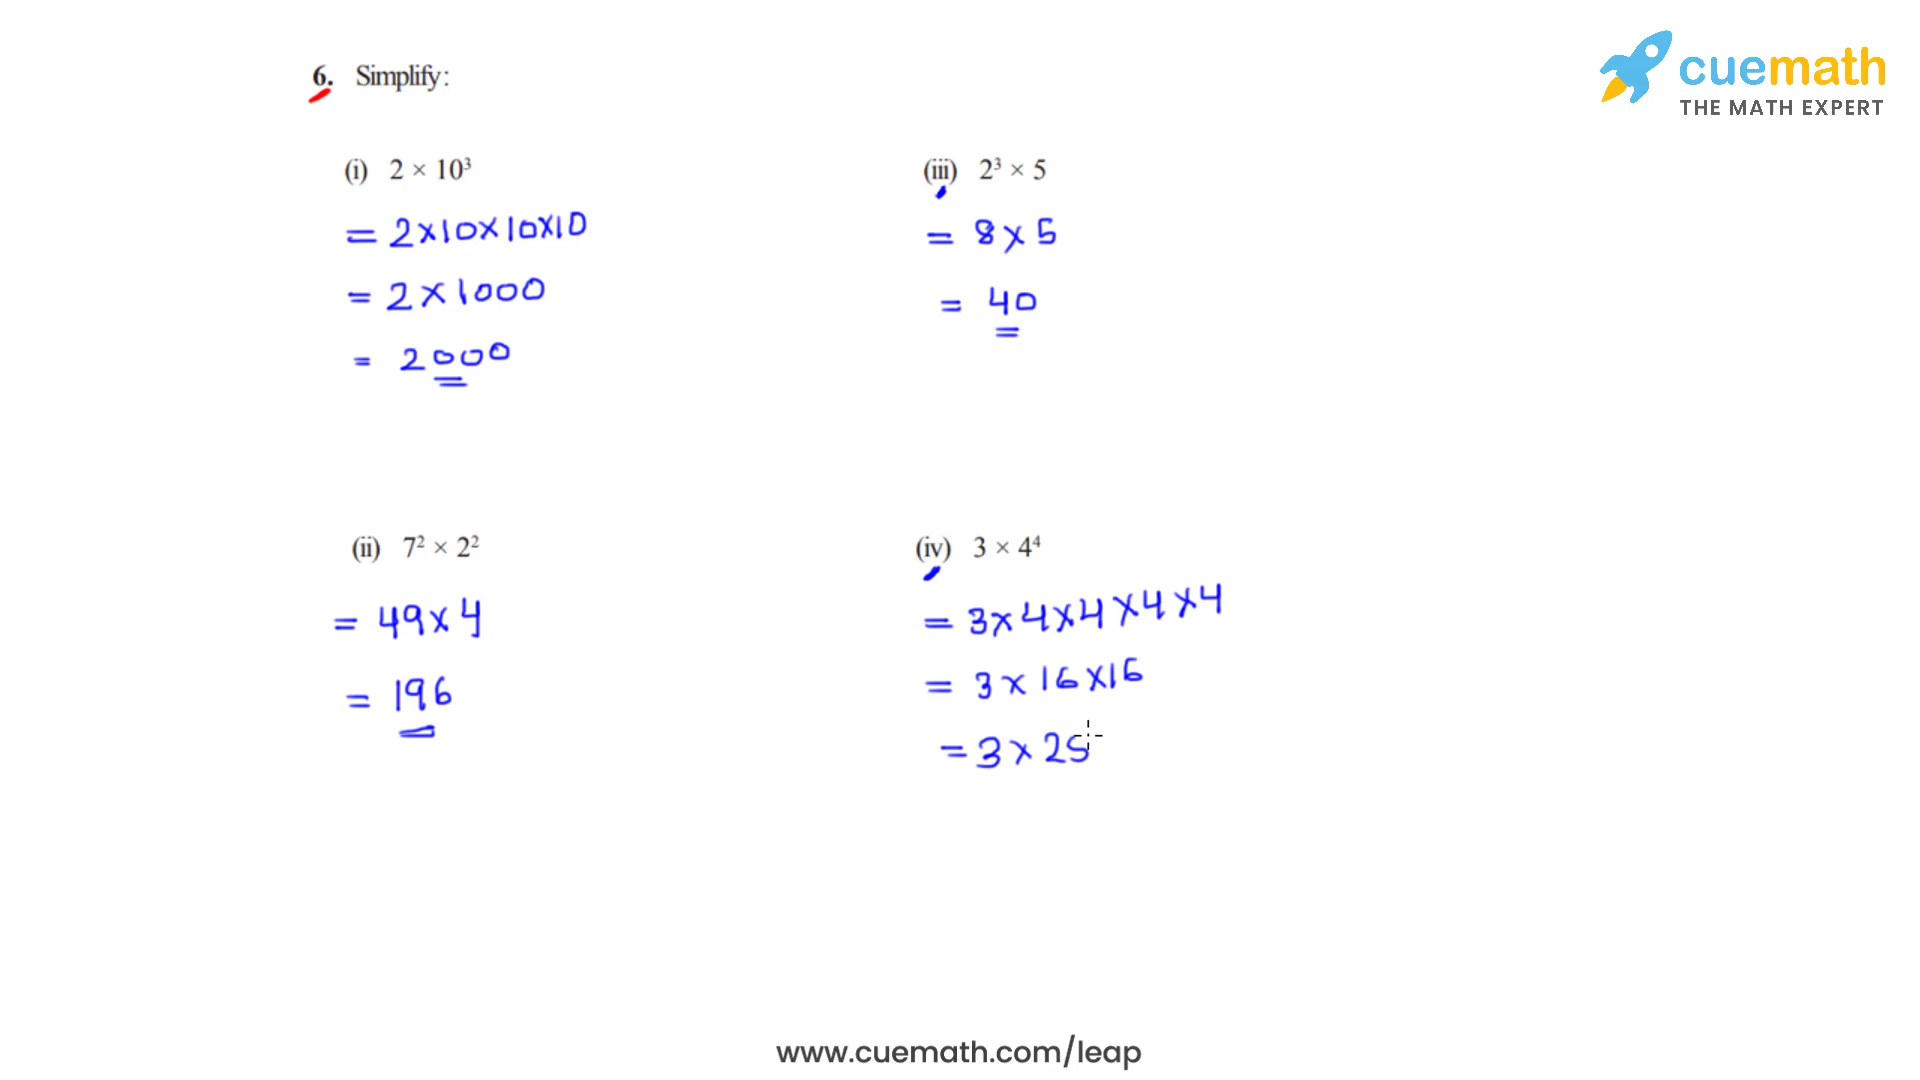 cuemath
THE MATH EXPERT
6. Simplify:
(i) 2 × 10³
= 2×10×10×10
= 2×1000
= 2000
(iii) 2³ × 5
= 8×5
= 40
(ii) 7² × 2²
= 49×4
= 196
(iv) 3 × 4⁴
= 3×4×4×4×4
= 3×16×16
= 3×25
www.cuemath.com/leap